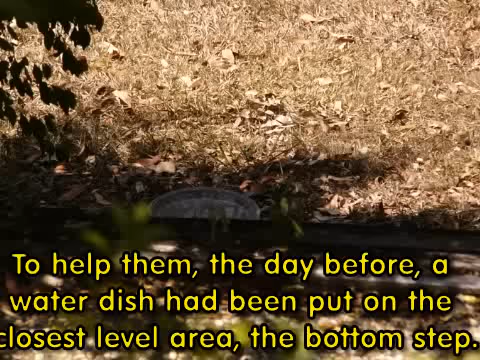 To help them, the day before, a
water dish had been put on the
closest level area, the bottom step.